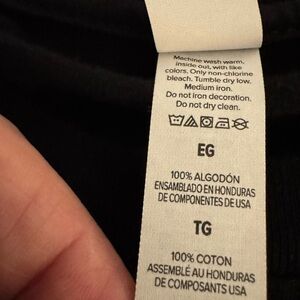 Machine wash warm,
inside out, with like
colors. Only non-chlorine
bleach. Tumble dry low.
Medium iron.
Do not iron decoration.
Do not dry clean.
EG
100% ALGODÓN
ENSAMBLADO EN HONDURAS
DE COMPONENTES DE USA
TG
100% COTON
ASSEMBLÉ AU HONDURAS
DE COMPOSANTS USA